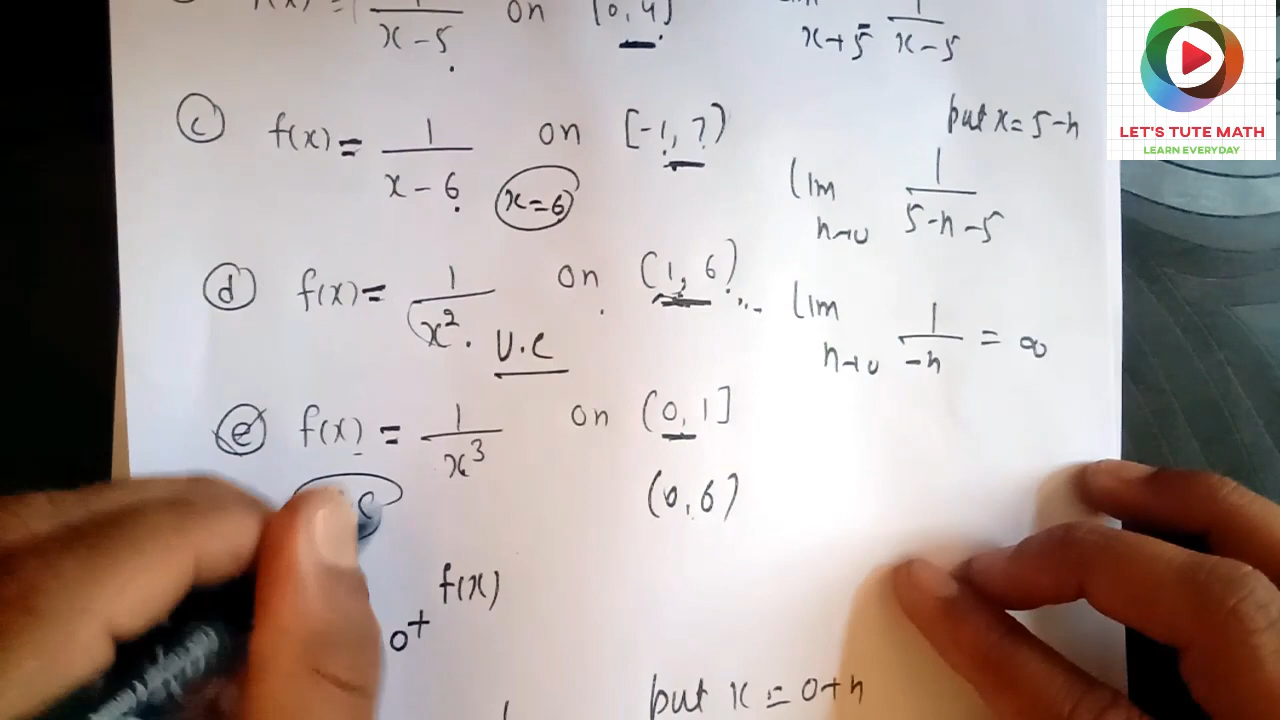 f(x) = 1/(x-5) on [0, 4]
x→5⁻ 1/(x-5)
put x = 5-h
ⓒ f(x) = 1/(x-6) on [-1, 7)
x=6
lim h→0 1/(5-h-5)
ⓓ f(x) = 1/x² on (1, 6)
U.C
lim h→0 1/-h = ∞
ⓔ f(x) = 1/x³ on (0, 1]
(0, 6)
f(x)
0+
put x = 0+h
LET'S TUTE MATH
LEARN EVERYDAY